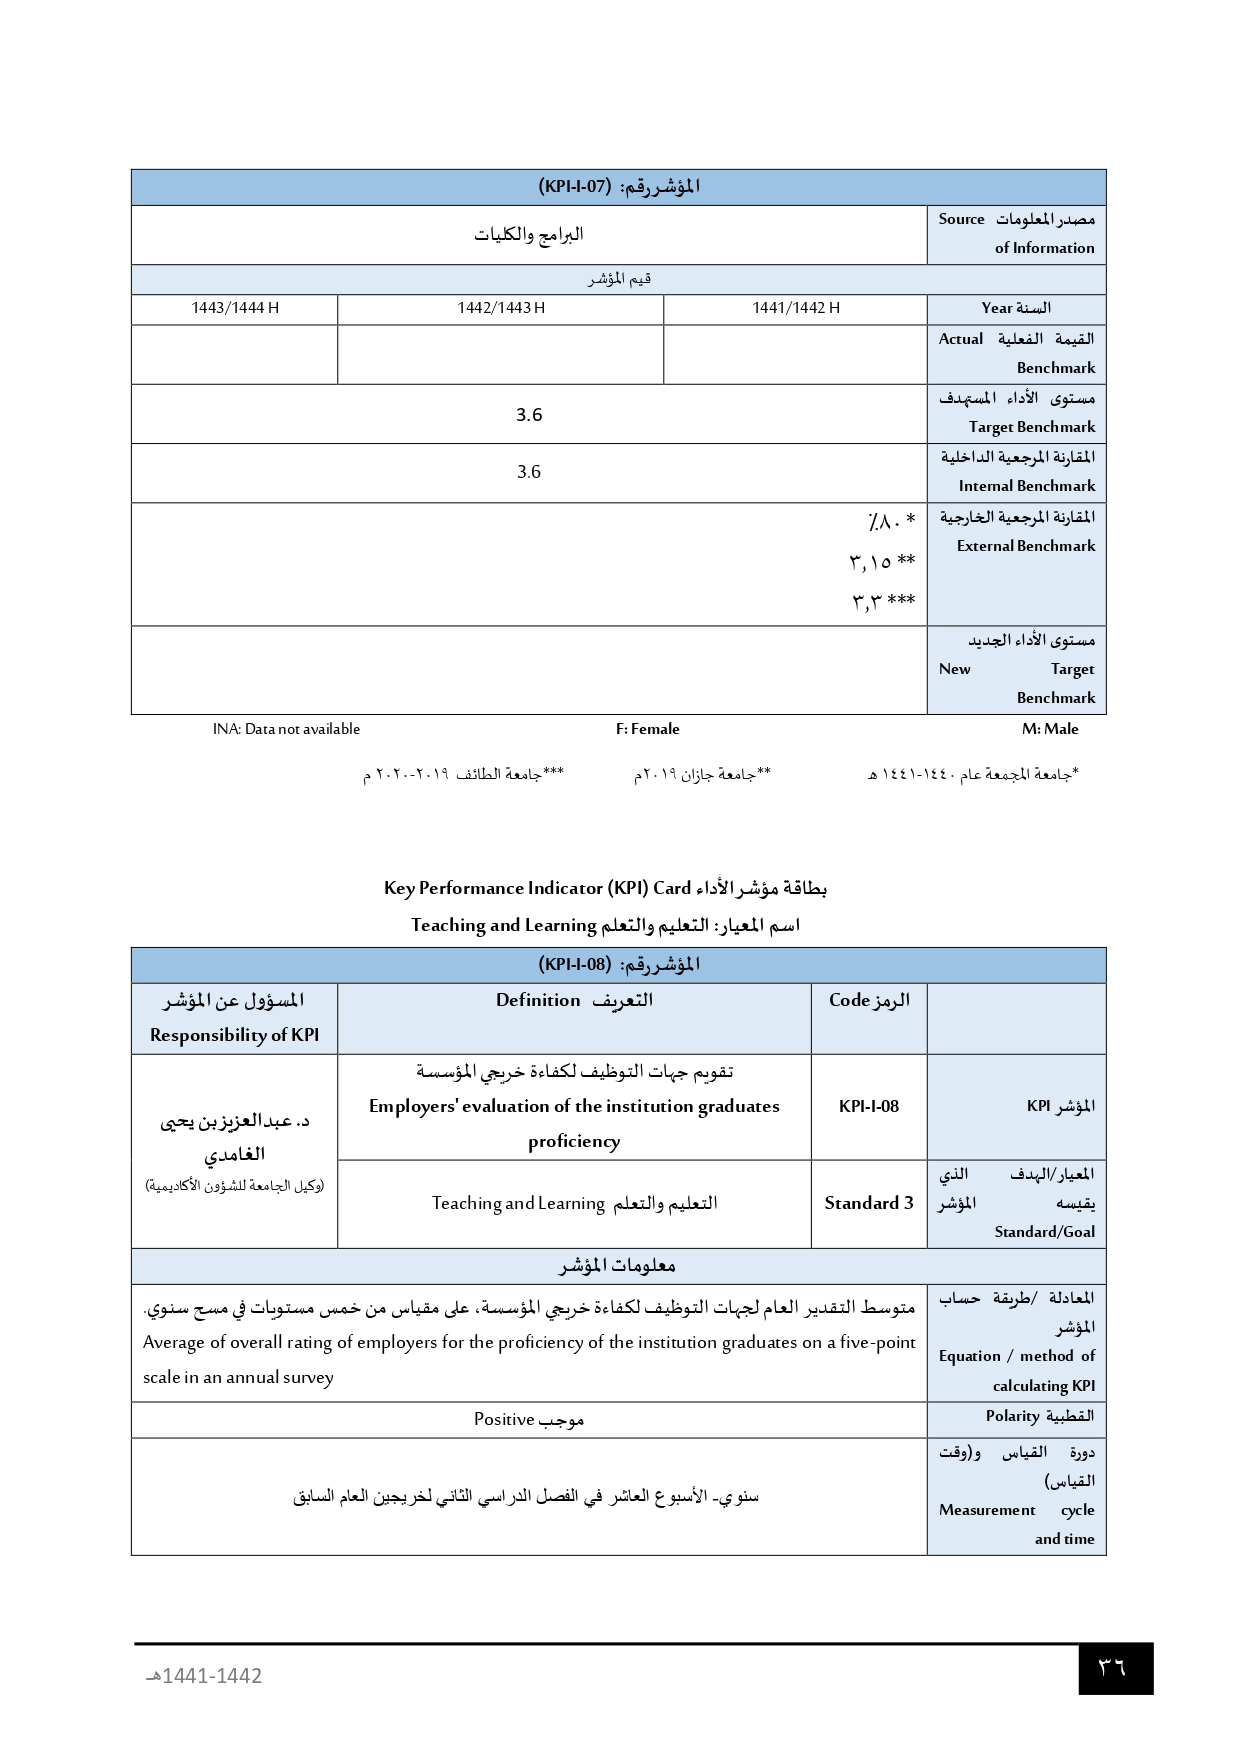 المؤشر رقم: (KPI-I-07)
مصدر المعلومات Source
of Information
البرامج والكليات
قيم المؤشر
السنة Year
1441/1442 H
1442/1443 H
1443/1444 H
القيمة الفعلية Actual
Benchmark
مستوى الأداء المستهدف
Target Benchmark
3.6
المقارنة المرجعية الداخلية
Internal Benchmark
3.6
المقارنة المرجعية الخارجية
External Benchmark
* ٨٠٪
** ٣,١٥
*** ٣,٣
مستوى الأداء الجديد
New Target
Benchmark
M: Male
F: Female
INA: Data not available
*جامعة المجمعة عام ١٤٤٠-١٤٤١ هـ
**جامعة جازان ٢٠١٩م
***جامعة الطائف ٢٠١٩-٢٠٢٠ م
بطاقة مؤشر الأداء Key Performance Indicator (KPI) Card
اسم المعيار: التعليم والتعلم Teaching and Learning
المؤشر رقم: (KPI-I-08)
الرمز Code
التعريف Definition
المسؤول عن المؤشر
Responsibility of KPI
المؤشر KPI
KPI-I-08
تقويم جهات التوظيف لكفاءة خريجي المؤسسة
Employers' evaluation of the institution graduates
proficiency
د. عبدالعزيز بن يحيى
الغامدي
(وكيل الجامعة للشؤون الأكاديمية)
المعيار/الهدف الذي
يقيسه المؤشر
Standard/Goal
Standard 3
التعليم والتعلم Teaching and Learning
معلومات المؤشر
المعادلة /طريقة حساب
المؤشر
Equation / method of
calculating KPI
متوسط التقدير العام لجهات التوظيف لكفاءة خريجي المؤسسة، على مقياس من خمس مستويات في مسح سنوي.
Average of overall rating of employers for the proficiency of the institution graduates on a five-point
scale in an annual survey
القطبية Polarity
موجب Positive
دورة القياس و(وقت
القياس)
Measurement cycle
and time
سنوي- الأسبوع العاشر في الفصل الدراسي الثاني لخريجين العام السابق
1441-1442هـ
٣٦